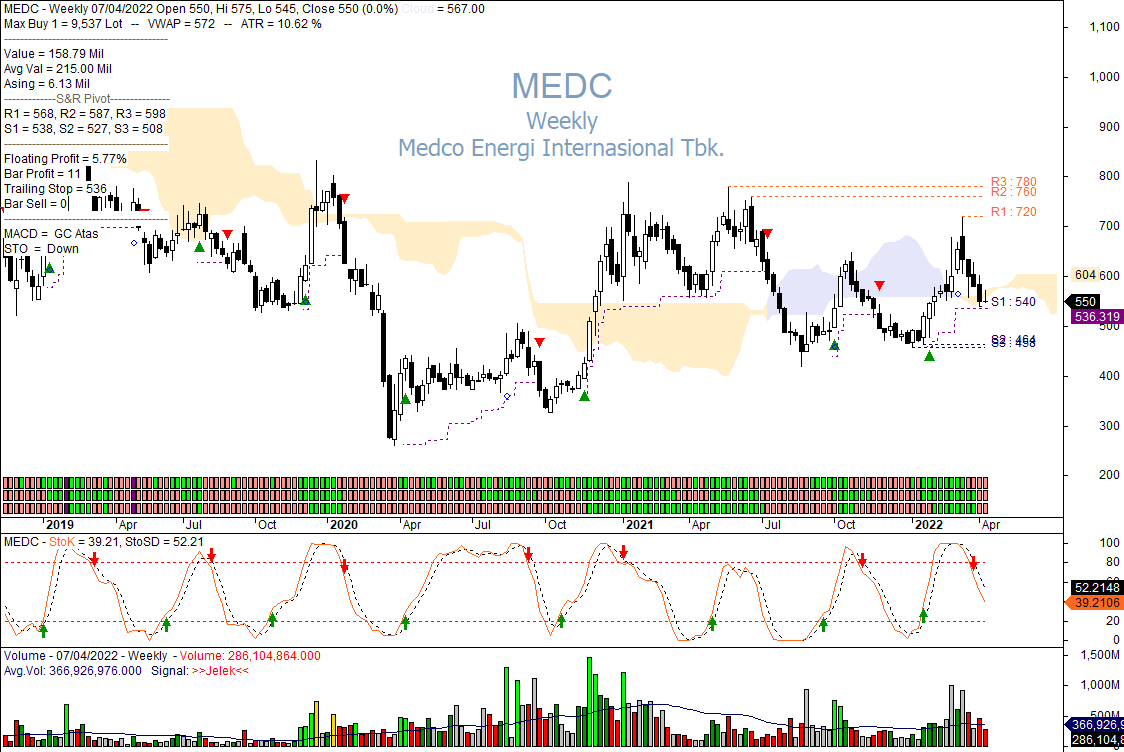 MEDC - Weekly 07/04/2022 Open 550, Hi 575, Lo 545, Close 550 (0.0%) Cloud = 567.00
Max Buy 1 = 9,537 Lot -- VWAP = 572 -- ATR = 10.62 %
Value = 158.79 Mil
Avg Val = 215.00 Mil
Asing = 6.13 Mil
--------------S&R Pivot----------------
R1 = 568, R2 = 587, R3 = 598
S1 = 538, S2 = 527, S3 = 508
Floating Profit = 5.77%
Bar Profit = 11
Trailing Stop = 536
Bar Sell = 0
MACD = GC Atas
STO = Down
MEDC
Weekly
Medco Energi Internasional Tbk.
R3 : 780
R2 : 760
R1 : 720
S1 : 540
1,100
1,000
900
800
700
604.600
550
536.319
500
400
300
200
2019 Apr Jul Oct 2020 Apr Jul Oct 2021 Apr Jul Oct 2022 Apr
MEDC - StoK = 39.21, StoSD = 52.21
100
80
52.2148
39.2106
20
0
Volume - 07/04/2022 - Weekly - Volume: 286,104,864.000
Avg.Vol: 366,926,976.000 Signal: >>Jelek<<
1,500M
1,000M
500M
366,926,9
286,104,8